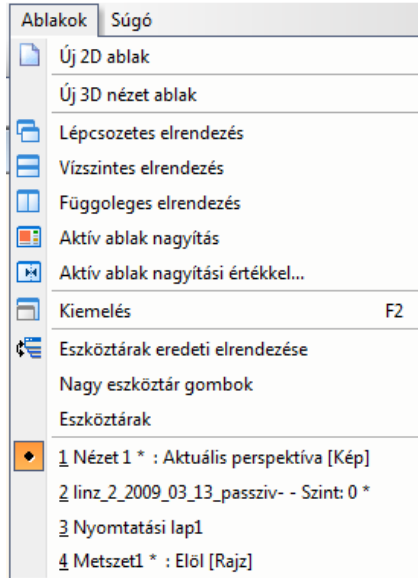 Ablakok Súgó
Új 2D ablak
Új 3D nézet ablak
Lépcsozetes elrendezés
Vízszintes elrendezés
Függoleges elrendezés
Aktív ablak nagyítás
Aktív ablak nagyítási értékkel...
Kiemelés F2
Eszköztárak eredeti elrendezése
Nagy eszköztár gombok
Eszköztárak
1 Nézet 1 * : Aktuális perspektíva [Kép]
2 linz_2_2009_03_13_passziv- - Szint: 0 *
3 Nyomtatási lap1
4 Metszet1 * : Elöl [Rajz]